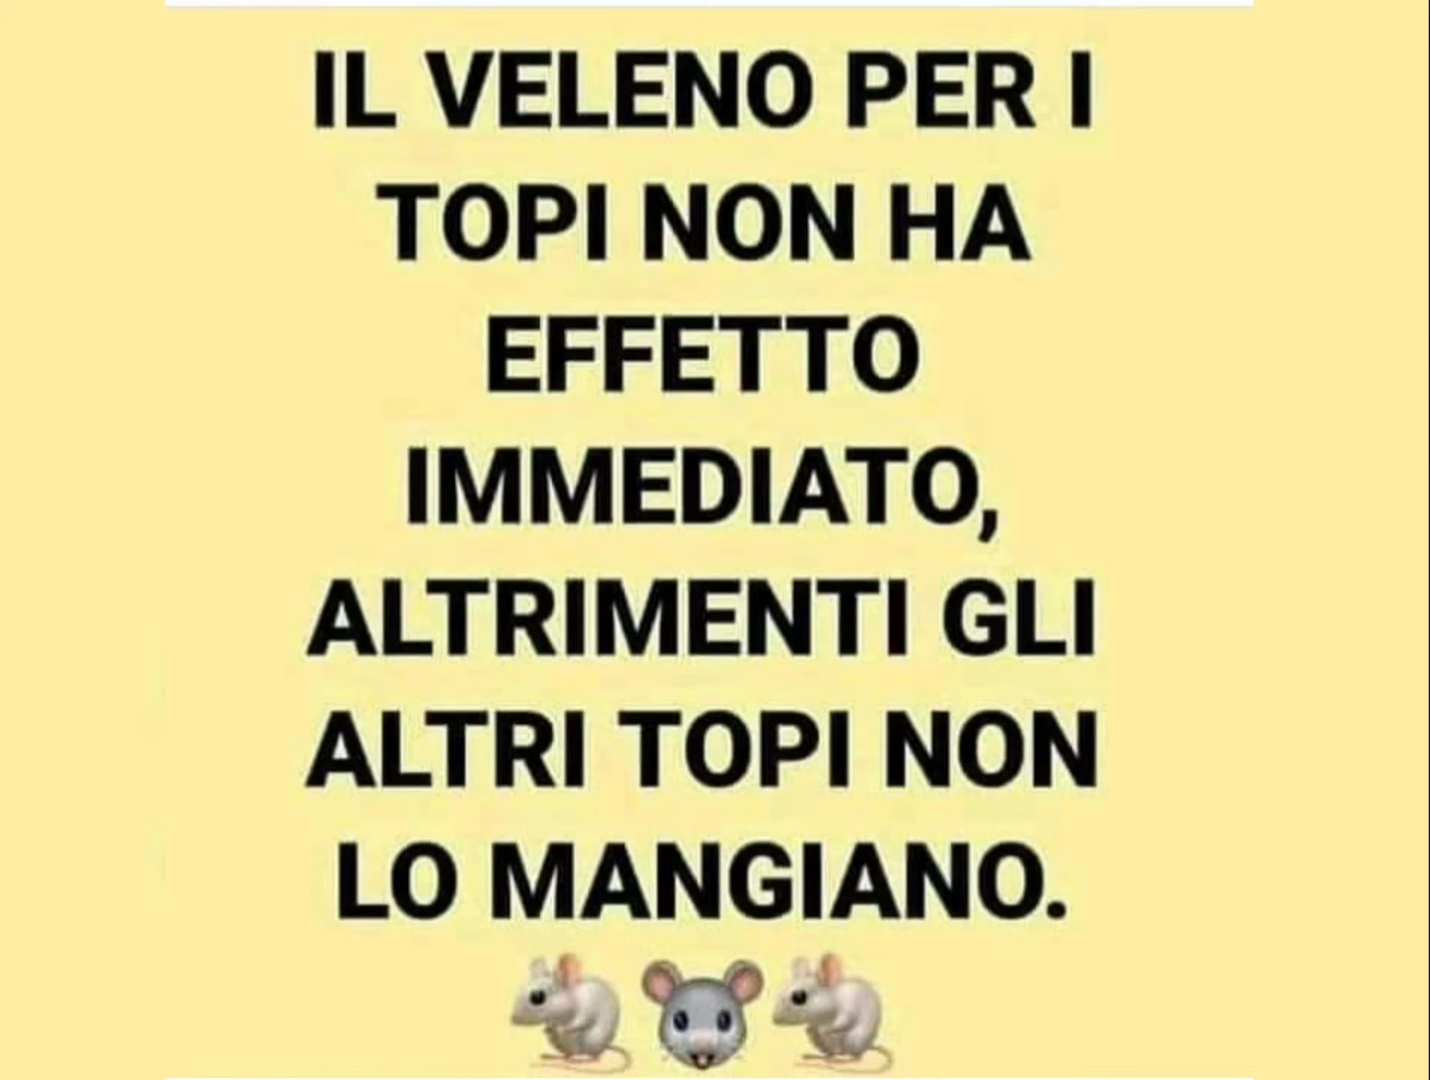 IL VELENO PER I
TOPI NON HA
EFFETTO
IMMEDIATO,
ALTRIMENTI GLI
ALTRI TOPI NON
LO MANGIANO.